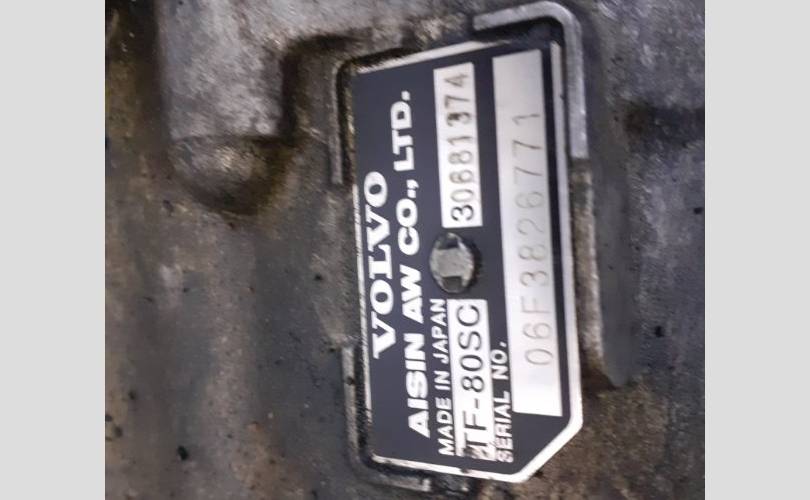 VOLVO
AISIN AW CO., LTD.
MADE IN JAPAN
TF-80SC 30681374
SERIAL NO.
06F3826771